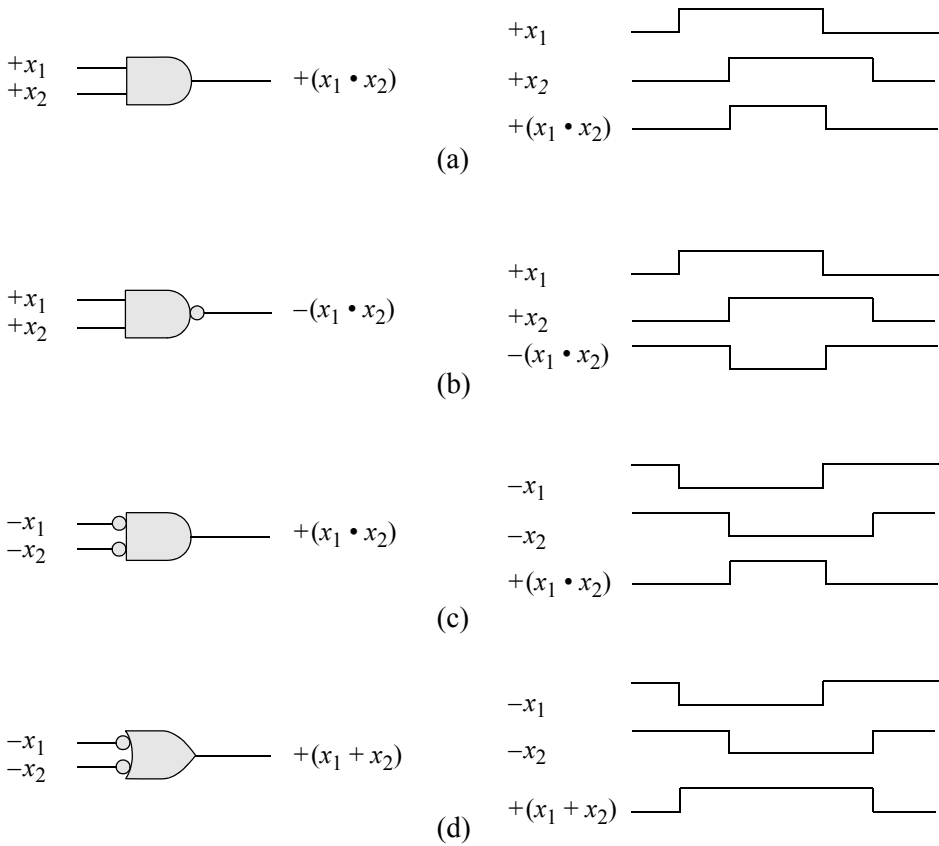 +x₁
+x₂
+(x₁ • x₂)
+x₁
+x₂
+(x₁ • x₂)
(a)
+x₁
+x₂
−(x₁ • x₂)
+x₁
+x₂
−(x₁ • x₂)
(b)
−x₁
−x₂
+(x₁ • x₂)
−x₁
−x₂
+(x₁ • x₂)
(c)
−x₁
−x₂
+(x₁ + x₂)
−x₁
−x₂
+(x₁ + x₂)
(d)